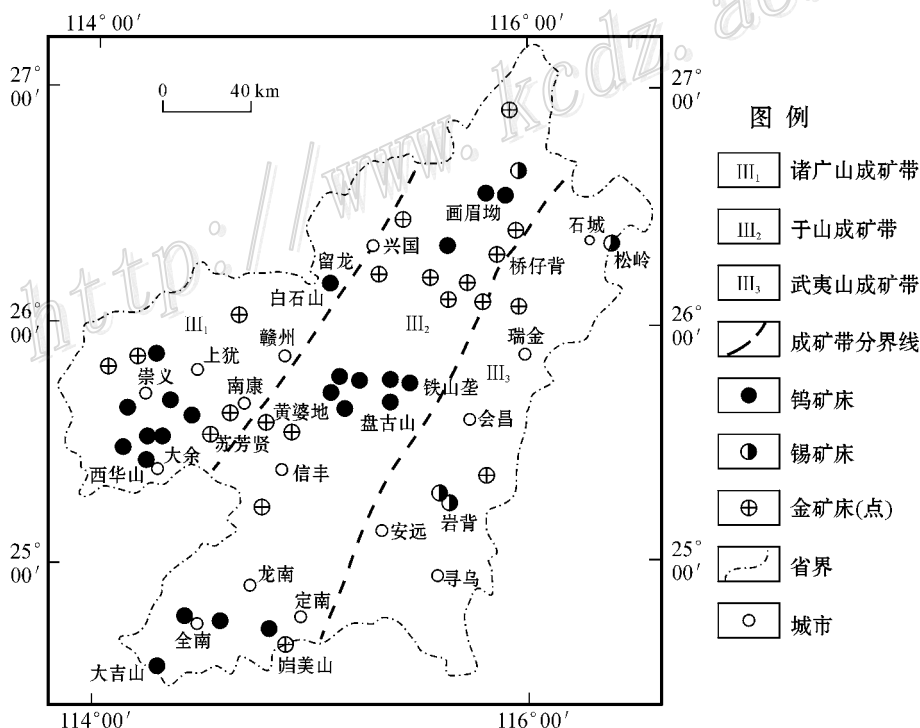 114°00′
116°00′
27°
00′
27°
00′
0 40 km
http://www.kcdz.ac
图 例
III₁ 诸广山成矿带
III₂ 于山成矿带
III₃ 武夷山成矿带
成矿带分界线
钨矿床
锡矿床
金矿床(点)
省界
城市
画眉坳
石城
松岭
兴国
留龙
桥仔背
白石山
26°
00′
26°
00′
III₁
III₂
赣州
瑞金
上犹
III₃
崇义
南康
铁山垄
黄婆地
盘古山
会昌
苏芳贤
大余
西华山
信丰
岩背
安远
25°
00′
25°
00′
龙南
寻乌
定南
全南
大吉山
岿美山
114°00′
116°00′